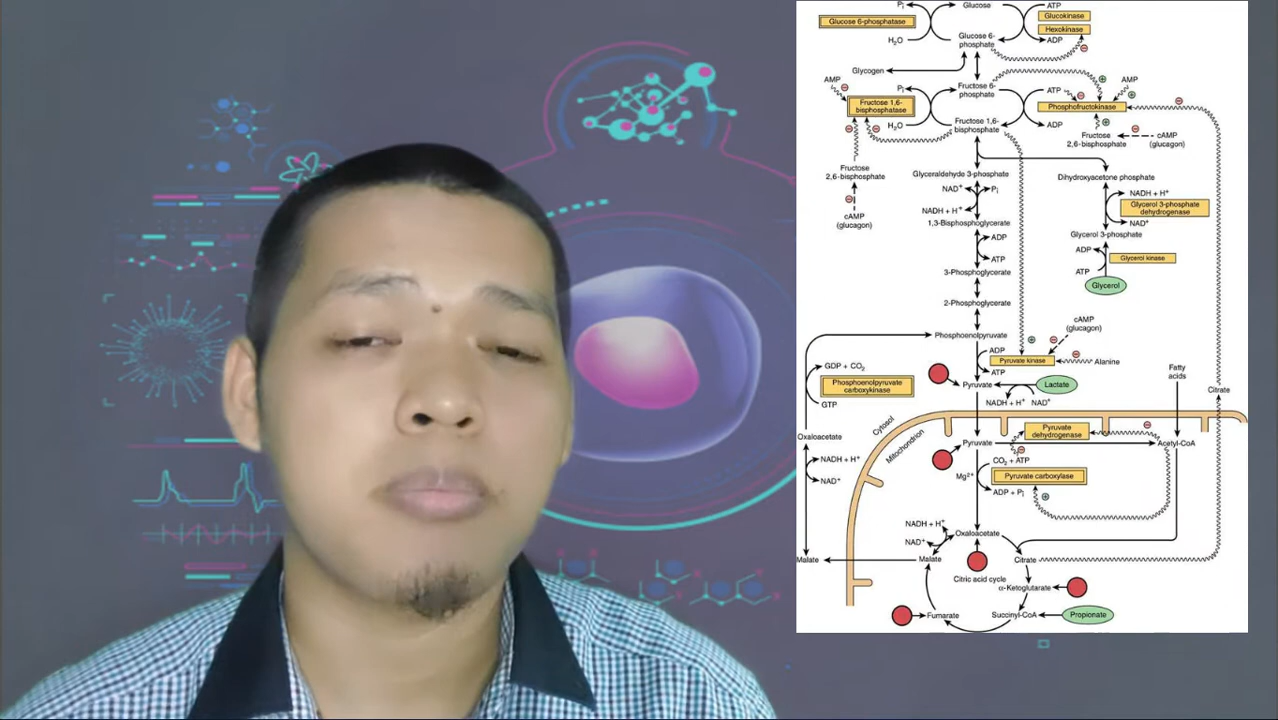 Pi
Glucose
ATP
Glucose 6-phosphatase
Glucokinase
Hexokinase
H₂O
Glucose 6-
phosphate
ADP
Glycogen
AMP
Pi
Fructose 6-
phosphate
ATP
AMP
Fructose 1,6-
bisphosphatase
Phosphofructokinase
H₂O
Fructose 1,6-
bisphosphate
ADP
Fructose
2,6-bisphosphate
cAMP
(glucagon)
Fructose
2,6-bisphosphate
cAMP
(glucagon)
Glyceraldehyde 3-phosphate
Dihydroxyacetone phosphate
NAD⁺
Pi
NADH + H⁺
NADH + H⁺
Glycerol 3-phosphate
dehydrogenase
NAD⁺
1,3-Bisphosphoglycerate
Glycerol 3-phosphate
ADP
ATP
ADP
Glycerol kinase
ATP
3-Phosphoglycerate
Glycerol
2-Phosphoglycerate
cAMP
(glucagon)
Phosphoenolpyruvate
ADP
Pyruvate kinase
Alanine
ATP
GDP + CO₂
Phosphoenolpyruvate
carboxykinase
GTP
Pyruvate
Lactate
NADH + H⁺
NAD⁺
Fatty
acids
Citrate
Cytosol
Mitochondrion
Oxaloacetate
Pyruvate
Pyruvate
dehydrogenase
Acetyl-CoA
NADH + H⁺
NAD⁺
CO₂ + ATP
Mg²⁺
Pyruvate carboxylase
ADP + Pi
NADH + H⁺
NAD⁺
Oxaloacetate
Malate
Malate
Citrate
Citric acid cycle
α-Ketoglutarate
Fumarate
Succinyl-CoA
Propionate